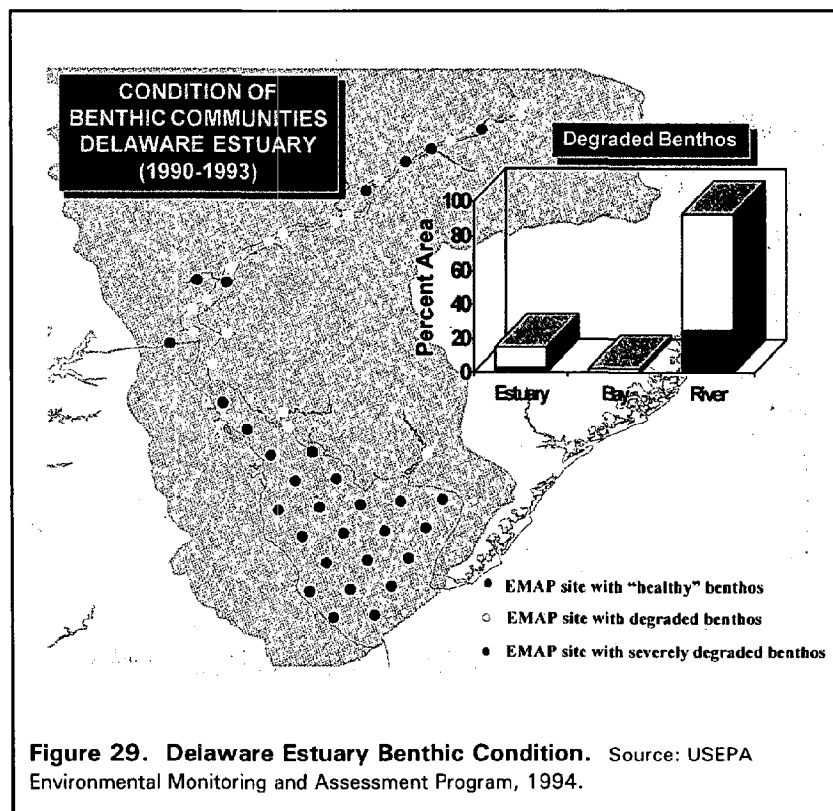 CONDITION OF
BENTHIC COMMUNITIES
DELAWARE ESTUARY
(1990-1993)
Degraded Benthos
Percent Area
100
80
60
40
20
0
Estuary
Bay
River
EMAP site with "healthy" benthos
EMAP site with degraded benthos
EMAP site with severely degraded benthos
Figure 29. Delaware Estuary Benthic Condition. Source: USEPA
Environmental Monitoring and Assessment Program, 1994.